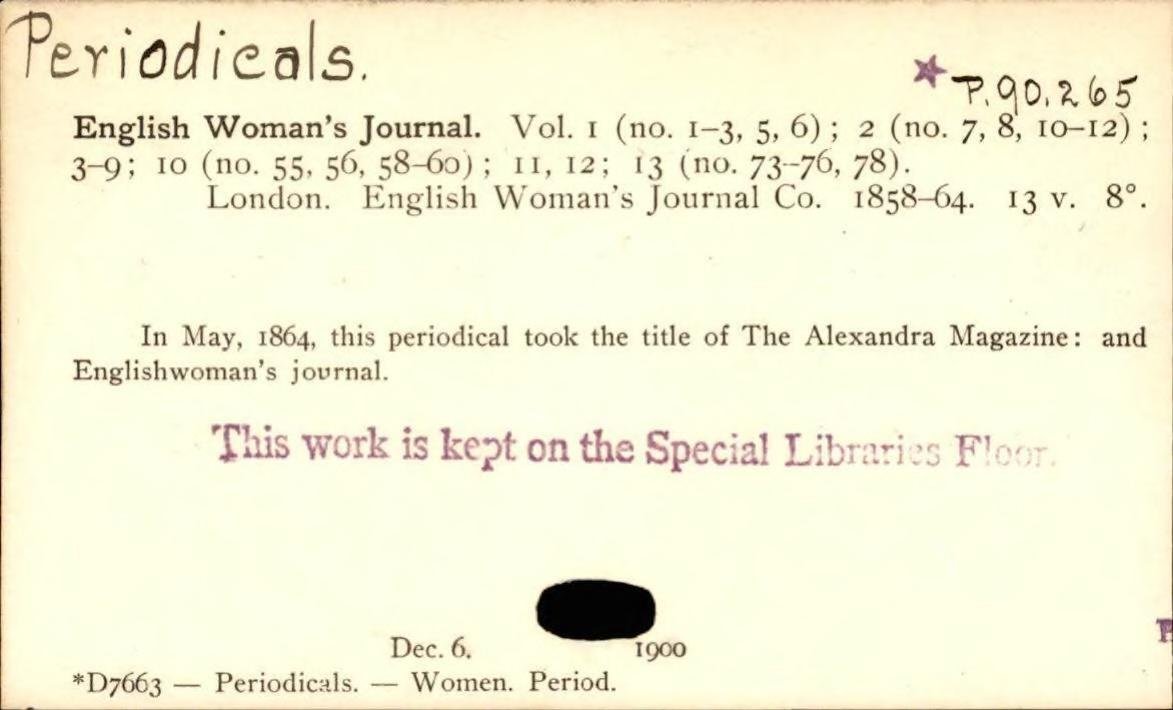 Periodicals.
*P.90.265
English Woman's Journal. Vol. 1 (no. 1–3, 5, 6) ; 2 (no. 7, 8, 10–12) ;
3–9; 10 (no. 55, 56, 58–60) ; 11, 12; 13 (no. 73–76, 78).
London. English Woman's Journal Co. 1858–64. 13 v. 8°.
In May, 1864, this periodical took the title of The Alexandra Magazine: and
Englishwoman's journal.
This work is kept on the Special Libraries Floor.
Dec. 6. 1900
*D7663 — Periodicals. — Women. Period.